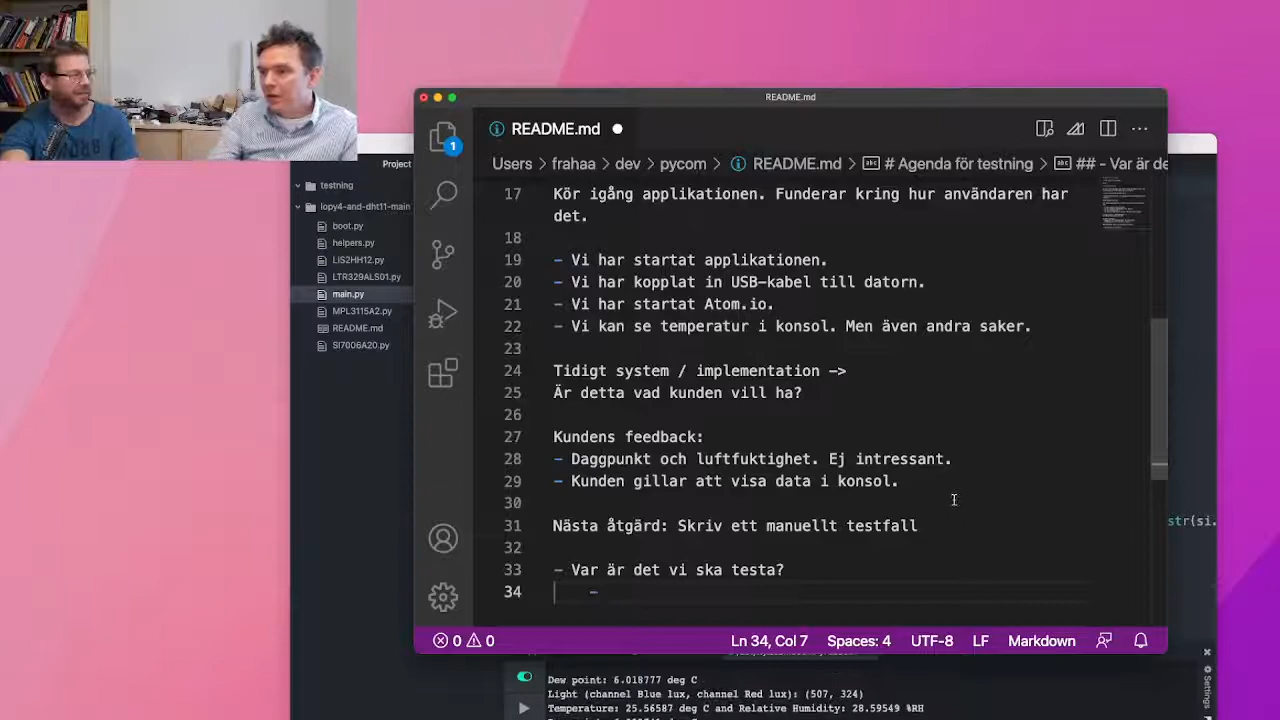 README.md
README.md
1
Project
Users > frahaa > dev > pycom > README.md > # Agenda för testning > ## - Var är de
testning
lopy4-and-dht11-main
boot.py
helpers.py
LIS2HH12.py
LTR329ALS01.py
main.py
MPL3115A2.py
README.md
SI7006A20.py
17 Kör igång applikationen. Funderar kring hur användaren har
det.
18
19 - Vi har startat applikationen.
20 - Vi har kopplat in USB-kabel till datorn.
21 - Vi har startat Atom.io.
22 - Vi kan se temperatur i konsol. Men även andra saker.
23
24 Tidigt system / implementation ->
25 Är detta vad kunden vill ha?
26
27 Kundens feedback:
28 - Daggpunkt och luftfuktighet. Ej intressant.
29 - Kunden gillar att visa data i konsol.
30
31 Nästa åtgärd: Skriv ett manuellt testfall
32
33 - Var är det vi ska testa?
34 -
str(si.
0 0 Ln 34, Col 7 Spaces: 4 UTF-8 LF Markdown
Dew point: 6.018777 deg C
Light (channel Blue lux, channel Red lux): (507, 324)
Temperature: 25.56587 deg C and Relative Humidity: 28.59549 %RH
Settings